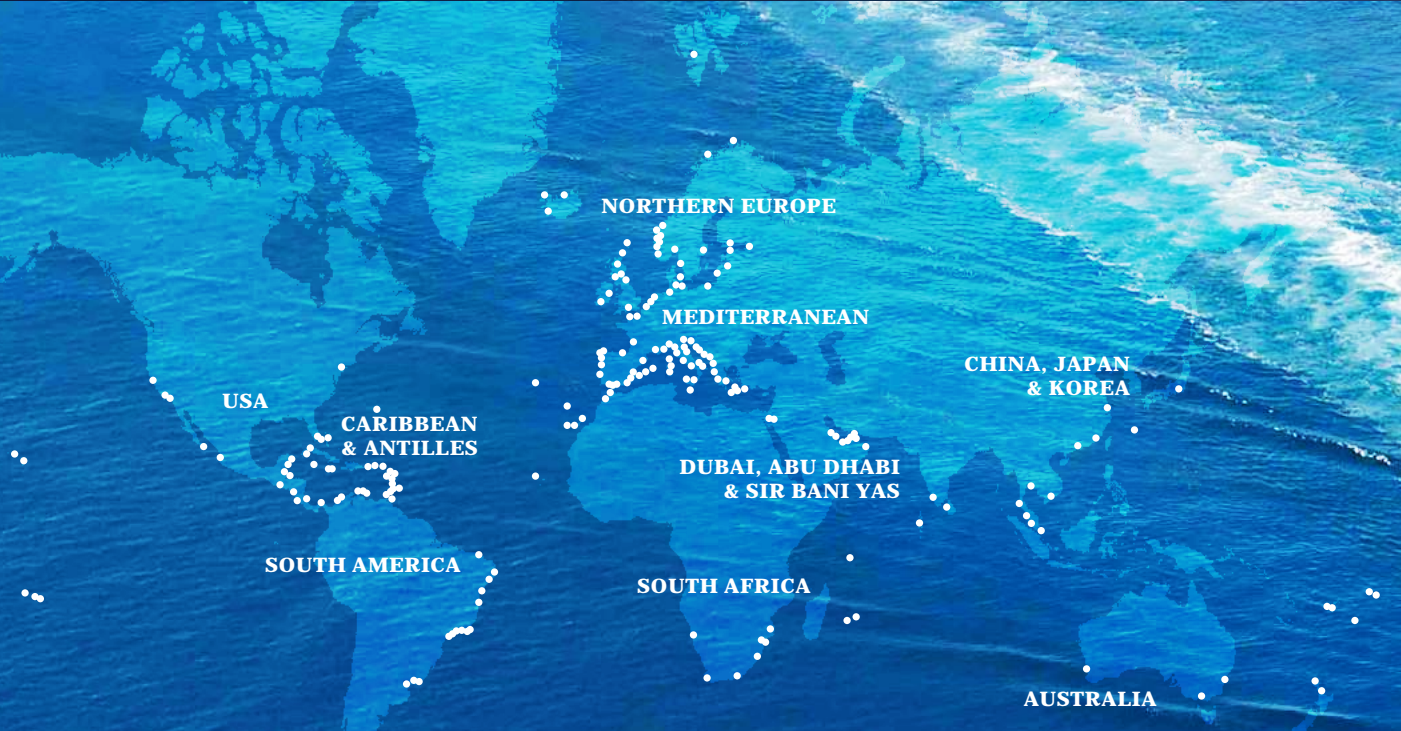 NORTHERN EUROPE
MEDITERRANEAN
CHINA, JAPAN
& KOREA
USA
CARIBBEAN
& ANTILLES
DUBAI, ABU DHABI
& SIR BANI YAS
SOUTH AMERICA
SOUTH AFRICA
AUSTRALIA